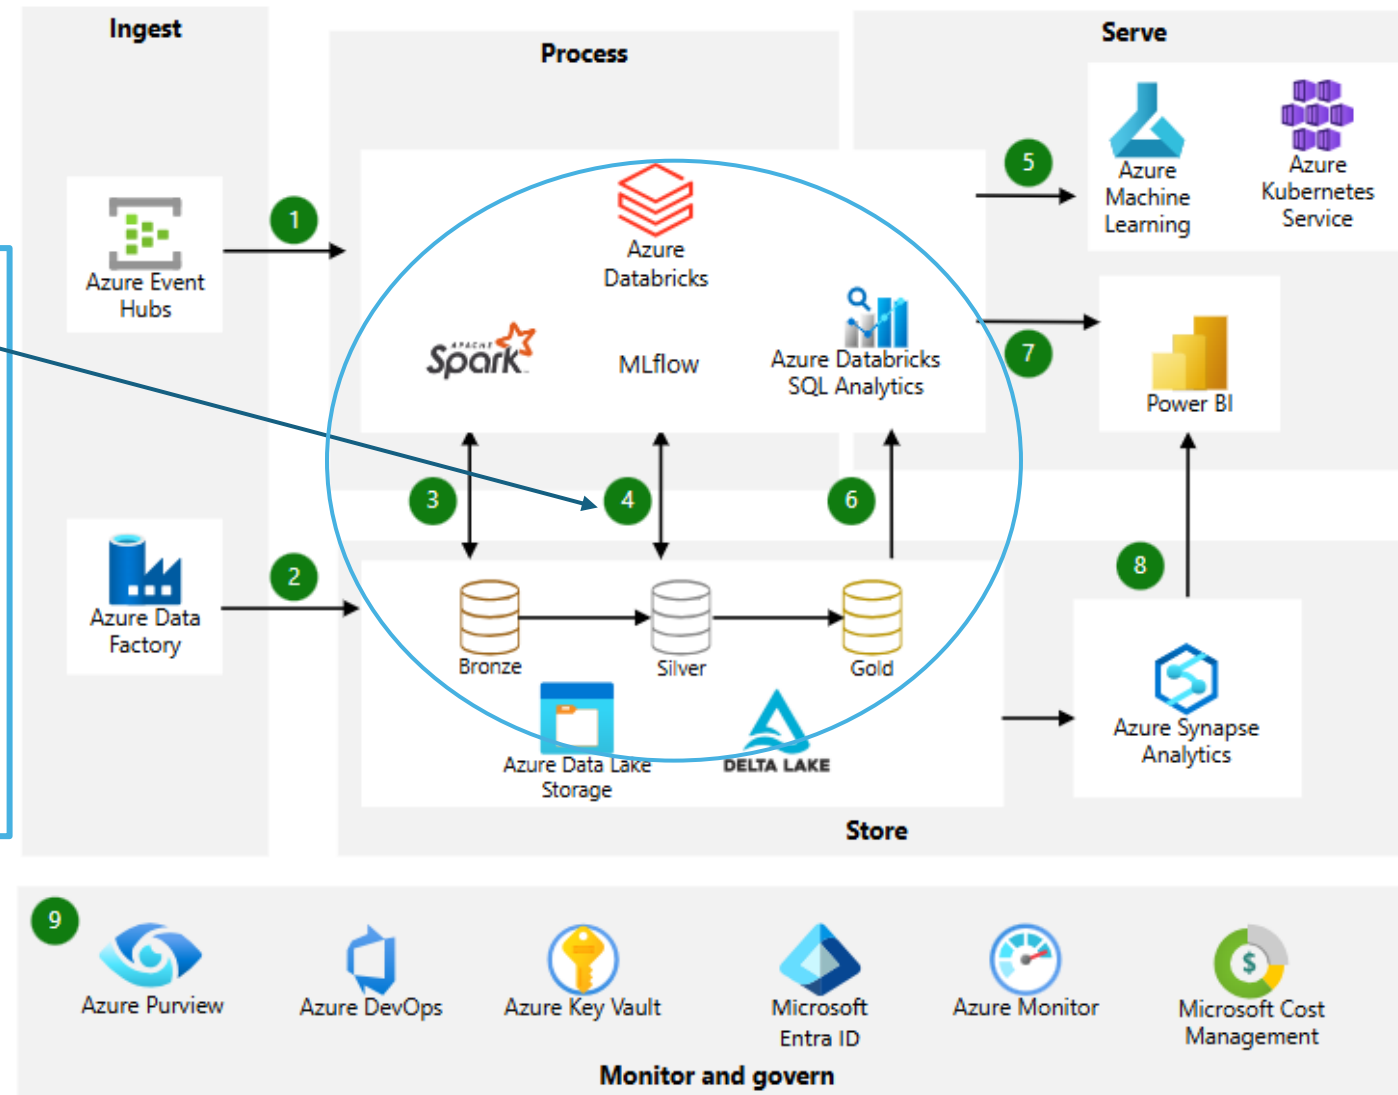 Ingest
Process
Serve
Azure Event
Hubs
1
Azure
Databricks
APACHE
Spark
MLflow
Azure Databricks
SQL Analytics
5
Azure
Machine
Learning
Azure
Kubernetes
Service
7
Power BI
3
4
6
Azure Data
Factory
2
Bronze
Silver
Gold
Azure Data Lake
Storage
DELTA LAKE
8
Azure Synapse
Analytics
Store
9
Azure Purview
Azure DevOps
Azure Key Vault
Microsoft
Entra ID
Azure Monitor
$
Microsoft Cost
Management
Monitor and govern